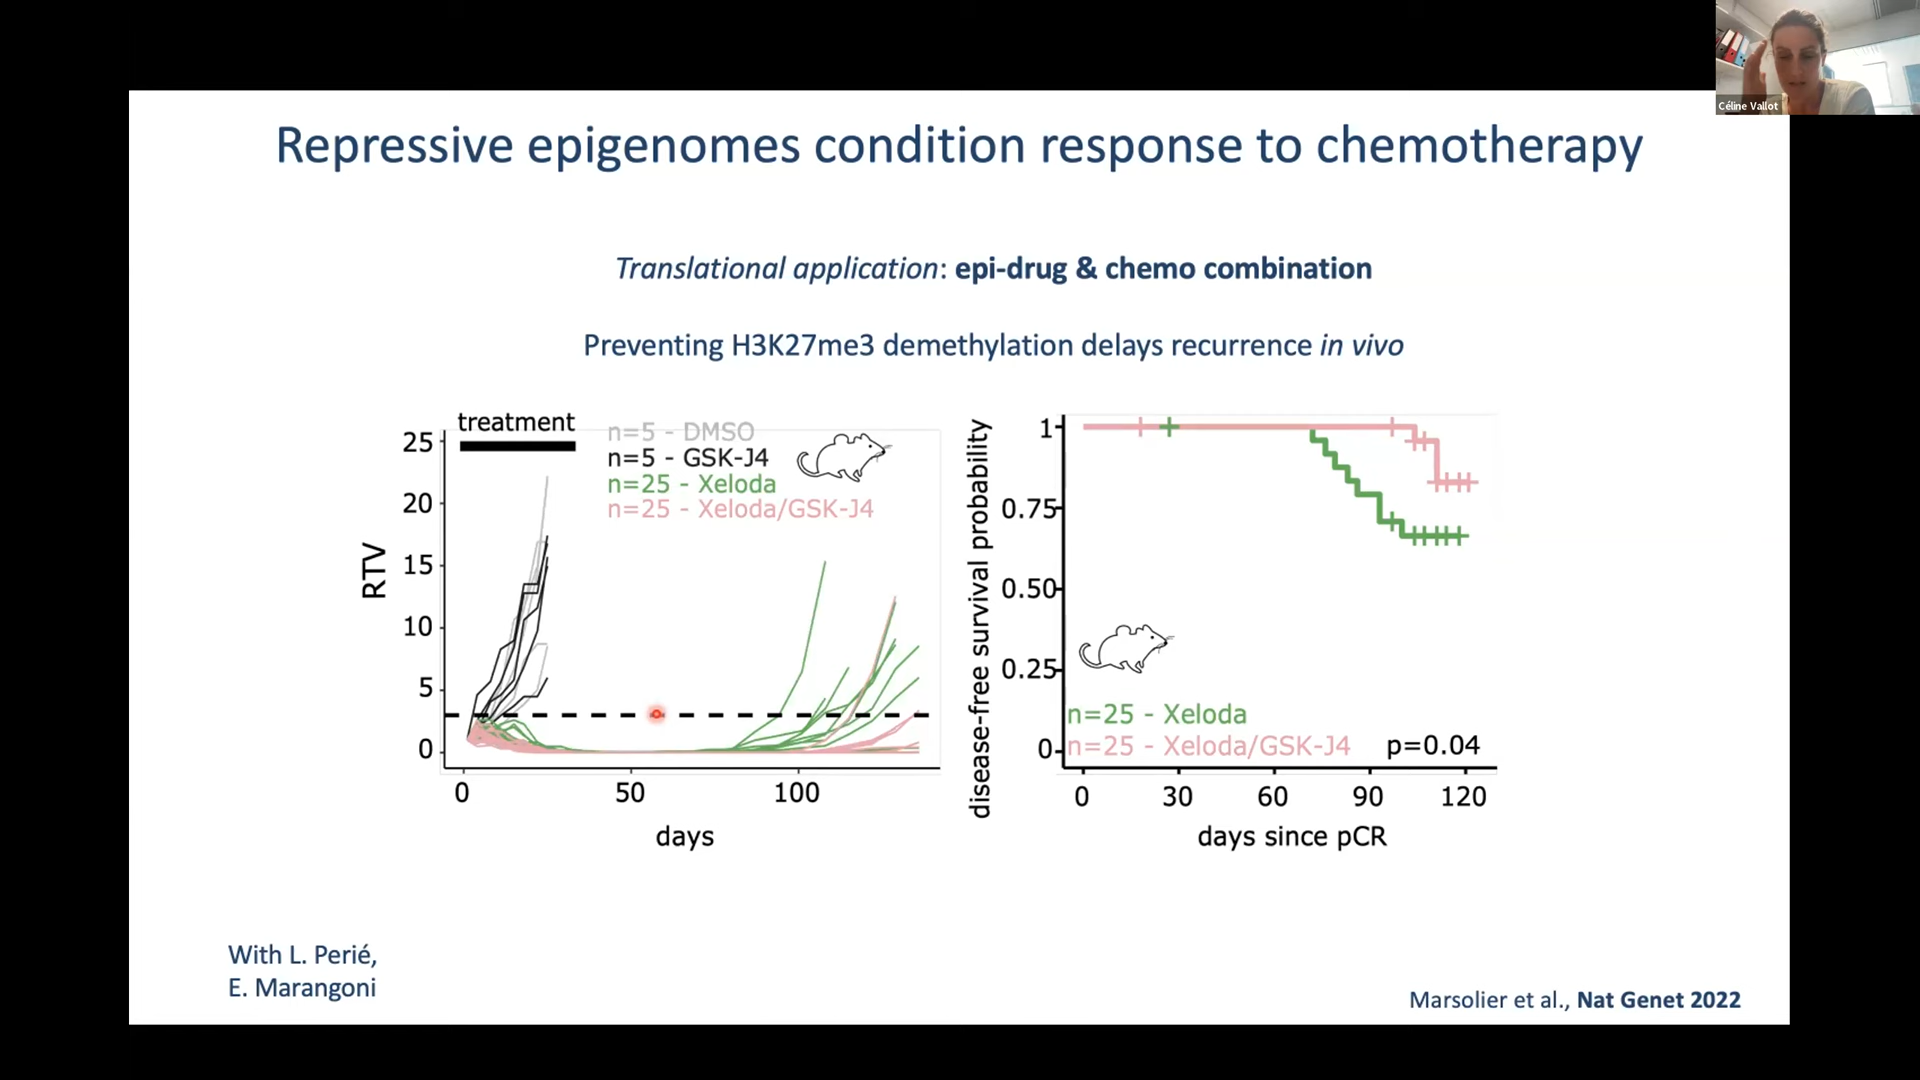 Céline Vallot
Repressive epigenomes condition response to chemotherapy
Translational application: epi-drug & chemo combination
Preventing H3K27me3 demethylation delays recurrence in vivo
treatment
n=5 - DMSO
n=5 - GSK-J4
n=25 - Xeloda
n=25 - Xeloda/GSK-J4
RTV
25
20
15
10
5
0
0 50 100
days
disease-free survival probability
1
0.75
0.50
0.25
0
n=25 - Xeloda
n=25 - Xeloda/GSK-J4 p=0.04
0 30 60 90 120
days since pCR
With L. Perié,
E. Marangoni
Marsolier et al., Nat Genet 2022